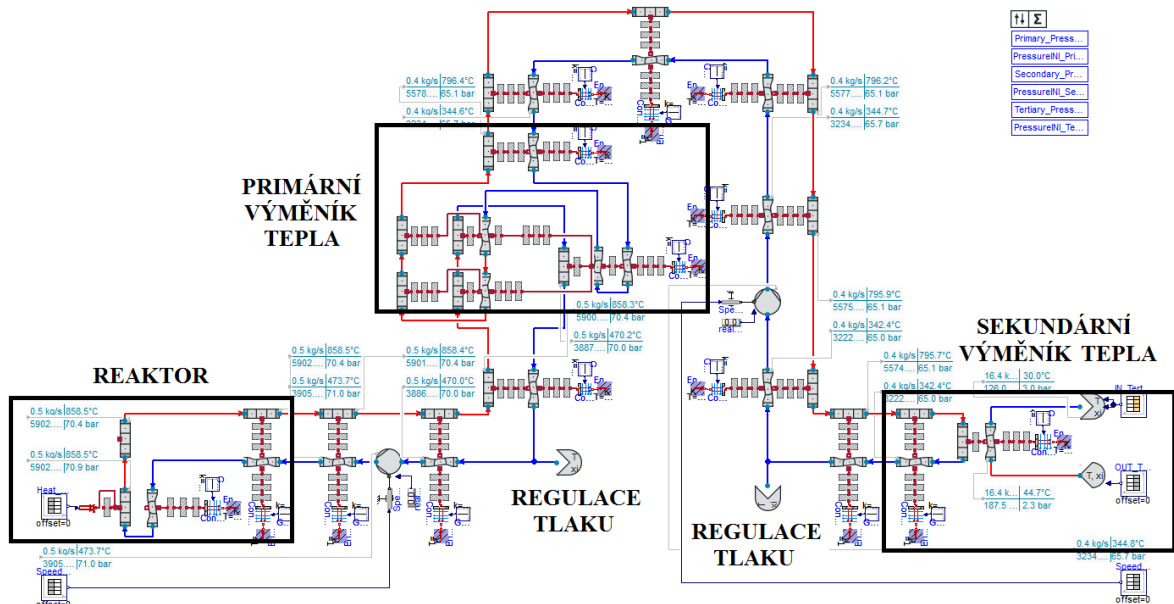 Primary_Press...
PressureINI_Pri...
Secondary_Pr...
PressureINI_Se...
Tertiary_Press...
PressureINI_Te...
0.4 kg/s 796.4°C
5578.... 65.1 bar
0.4 kg/s 344.6°C
0.4 kg/s 796.2°C
5577.... 65.1 bar
0.4 kg/s 344.7°C
3234.... 65.7 bar
PRIMÁRNÍ
VÝMĚNÍK
TEPLA
0.5 kg/s 858.3°C
5900.... 70.4 bar
0.5 kg/s 470.2°C
3887.... 70.0 bar
0.4 kg/s 795.9°C
5575.... 65.1 bar
0.4 kg/s 342.4°C
3222.... 65.0 bar
SEKUNDÁRNÍ
VÝMĚNÍK TEPLA
0.5 kg/s 858.5°C
5902.... 70.4 bar
0.5 kg/s 473.7°C
3905.... 71.0 bar
0.5 kg/s 858.4°C
5901.... 70.4 bar
0.5 kg/s 470.0°C
3886.... 70.0 bar
0.4 kg/s 795.7°C
5574.... 65.1 bar
0.4 kg/s 342.4°C
3222.... 65.0 bar
16.4 k... 30.0°C
126.0 ... 3.0 bar
IN_Tert...
REAKTOR
0.5 kg/s 858.5°C
5902.... 70.4 bar
0.5 kg/s 858.5°C
5902.... 70.9 bar
Heat_...
offset=0
REGULACE
TLAKU
REGULACE
TLAKU
OUT_T...
offset=0
16.4 k... 44.7°C
187.5 ... 2.3 bar
0.5 kg/s 473.7°C
3905.... 71.0 bar
0.4 kg/s 344.8°C
3234.... 65.7 bar
Speed_...
offset=0
Speed_...
offset=0